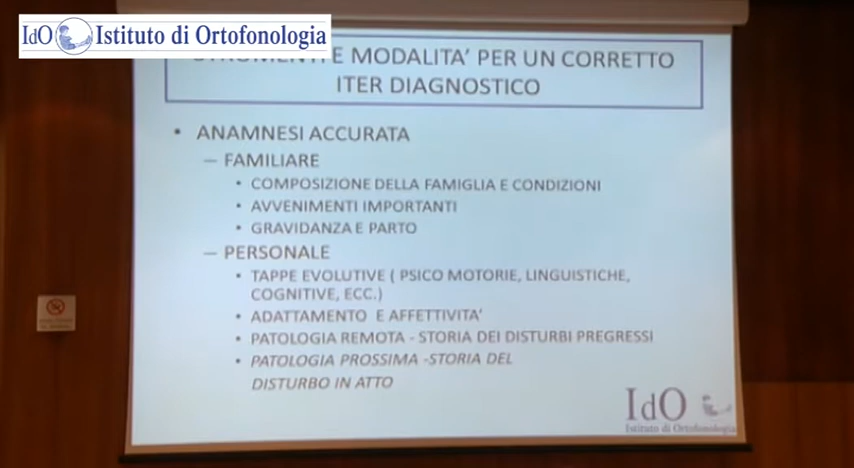 IdO Istituto di Ortofonologia
STRUMENTI E MODALITA' PER UN CORRETTO
ITER DIAGNOSTICO
• ANAMNESI ACCURATA
– FAMILIARE
• COMPOSIZIONE DELLA FAMIGLIA E CONDIZIONI
• AVVENIMENTI IMPORTANTI
• GRAVIDANZA E PARTO
– PERSONALE
• TAPPE EVOLUTIVE ( PSICO MOTORIE, LINGUISTICHE,
COGNITIVE, ECC.)
• ADATTAMENTO E AFFETTIVITA'
• PATOLOGIA REMOTA - STORIA DEI DISTURBI PREGRESSI
• PATOLOGIA PROSSIMA -STORIA DEL
DISTURBO IN ATTO
IdO
Istituto di Ortofonologia